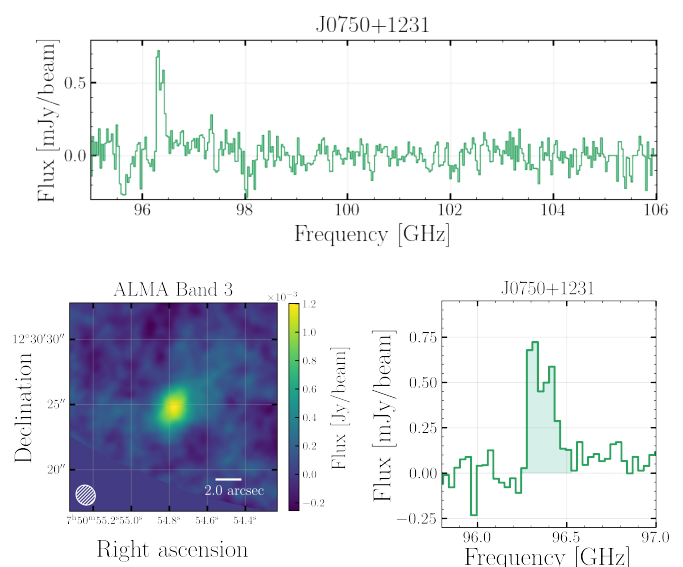 J0750+1231
Flux [mJy/beam]
0.5
0.0
96 98 100 102 104 106
Frequency [GHz]
ALMA Band 3
×10⁻³
Declination
12°30′30″
25″
20″
2.0 arcsec
7ʰ50ᵐ55.2ˢ 55.0ˢ 54.8ˢ 54.6ˢ 54.4ˢ
Right ascension
1.2
1.0
0.8
0.6
0.4
0.2
0.0
−0.2
Flux [Jy/beam]
J0750+1231
Flux [mJy/beam]
0.75
0.50
0.25
0.00
−0.25
96.0 96.5 97.0
Frequency [GHz]